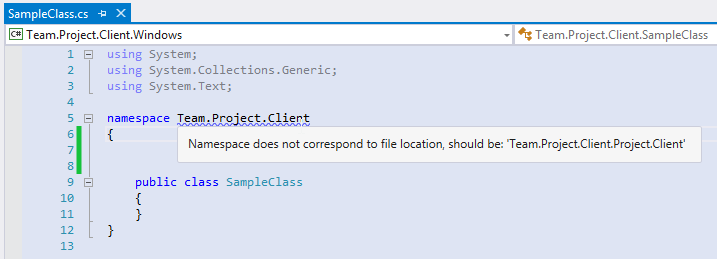 SampleClass.cs
C# Team.Project.Client.Windows Team.Project.Client.SampleClass
1 using System;
2 using System.Collections.Generic;
3 using System.Text;
4
5 namespace Team.Project.Client
6 {
Namespace does not correspond to file location, should be: 'Team.Project.Client.Project.Client'
7
8
9 public class SampleClass
10 {
11 }
12 }
13